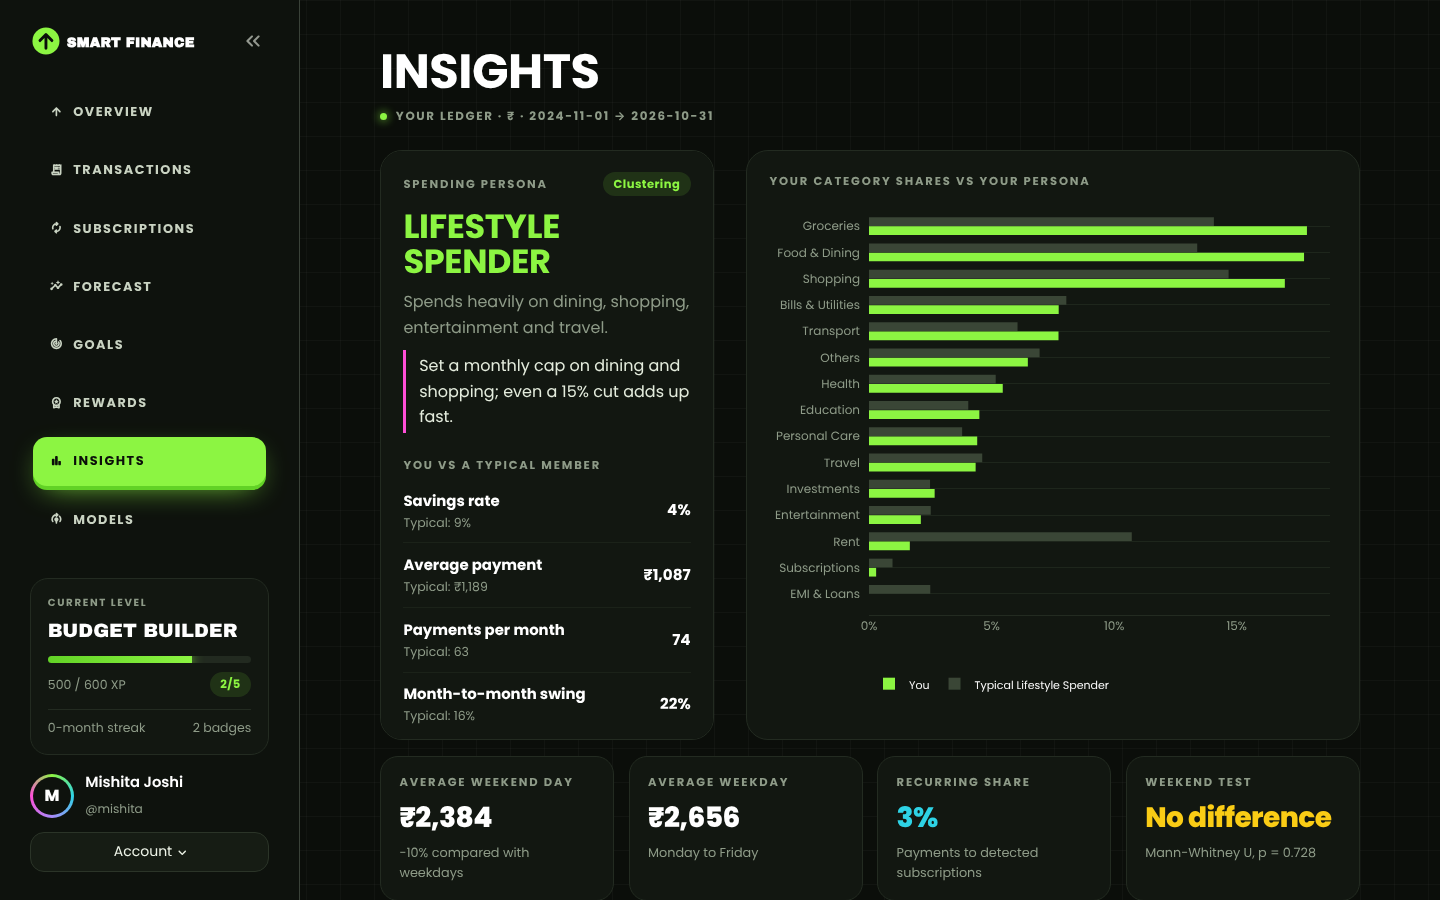 SMART FINANCE
OVERVIEW
TRANSACTIONS
SUBSCRIPTIONS
FORECAST
GOALS
REWARDS
INSIGHTS
MODELS
CURRENT LEVEL
BUDGET BUILDER
500 / 600 XP
2/5
0-month streak
2 badges
M
Mishita Joshi
@mishita
Account
INSIGHTS
YOUR LEDGER · ₹ · 2024-11-01 → 2026-10-31
SPENDING PERSONA
Clustering
LIFESTYLE
SPENDER
Spends heavily on dining, shopping,
entertainment and travel.
Set a monthly cap on dining and
shopping; even a 15% cut adds up
fast.
YOU VS A TYPICAL MEMBER
Savings rate
Typical: 9%
4%
Average payment
Typical: ₹1,189
₹1,087
Payments per month
Typical: 63
74
Month-to-month swing
Typical: 16%
22%
YOUR CATEGORY SHARES VS YOUR PERSONA
Groceries
Food & Dining
Shopping
Bills & Utilities
Transport
Others
Health
Education
Personal Care
Travel
Investments
Entertainment
Rent
Subscriptions
EMI & Loans
0% 5% 10% 15%
You
Typical Lifestyle Spender
AVERAGE WEEKEND DAY
₹2,384
-10% compared with
weekdays
AVERAGE WEEKDAY
₹2,656
Monday to Friday
RECURRING SHARE
3%
Payments to detected
subscriptions
WEEKEND TEST
No difference
Mann-Whitney U, p = 0.728